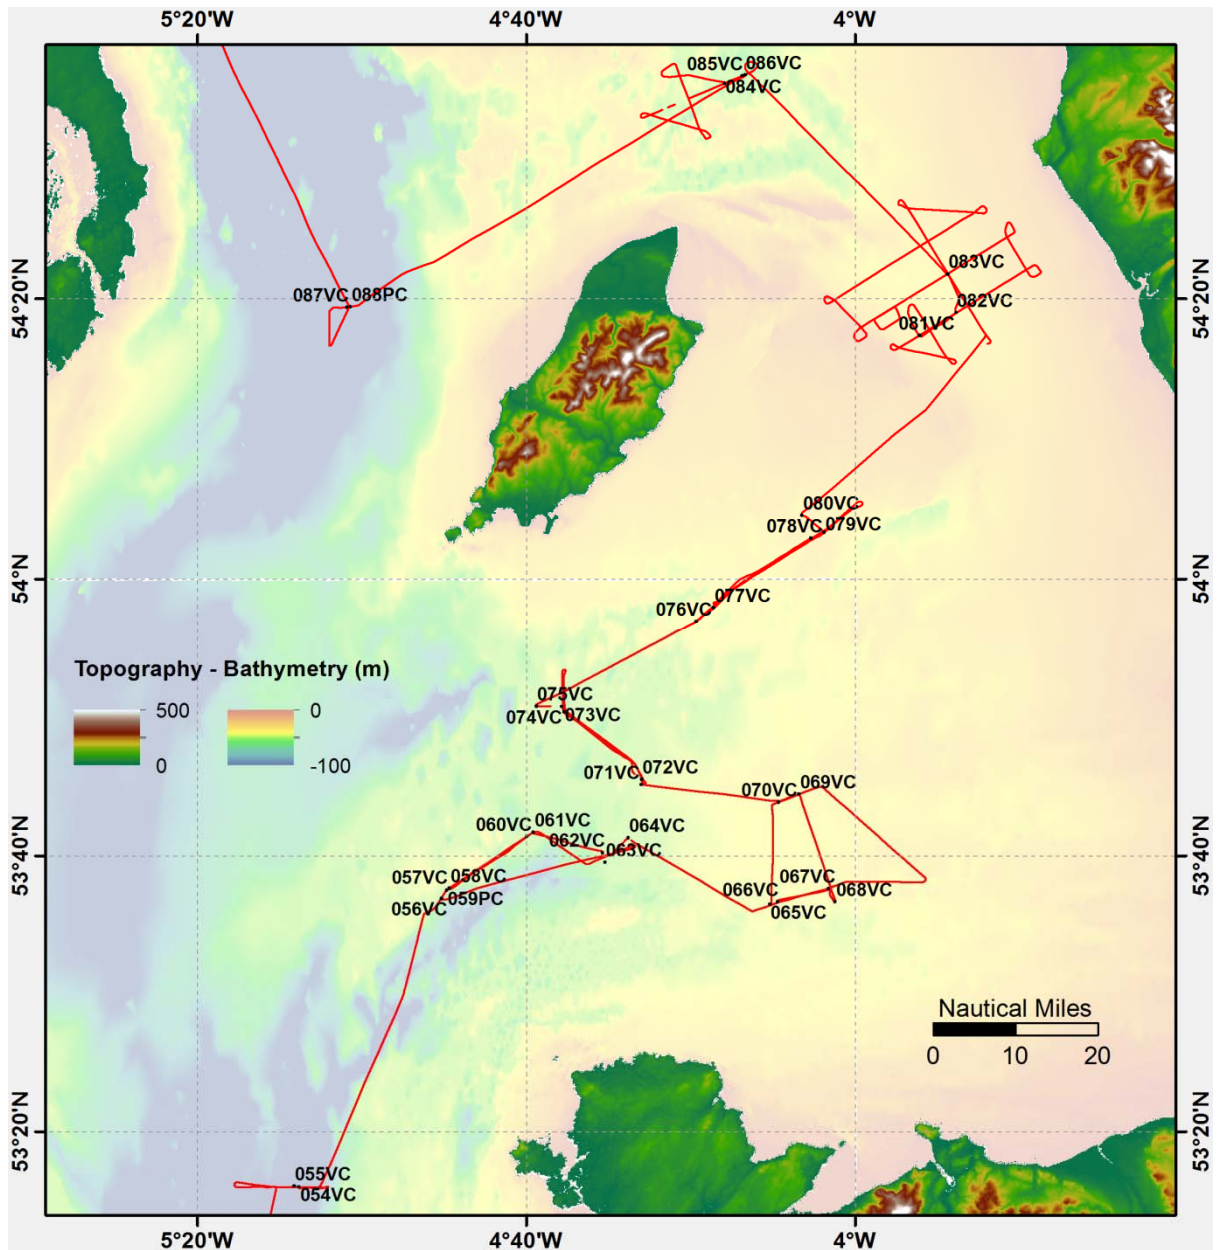 5°20'W 4°40'W 4°W
085VC 086VC
084VC
083VC
54°20'N 54°20'N
087VC 088PC
082VC
081VC
080VC
078VC 079VC
54°N 54°N
077VC
076VC
Topography - Bathymetry (m)
075VC
500 0
074VC 073VC
0 -100
071VC 072VC
070VC 069VC
061VC
060VC 064VC
062VC
53°40'N 063VC 53°40'N
057VC 058VC 067VC
066VC 068VC
059PC
056VC 065VC
Nautical Miles
0 10 20
53°20'N 53°20'N
055VC
054VC
5°20'W 4°40'W 4°W